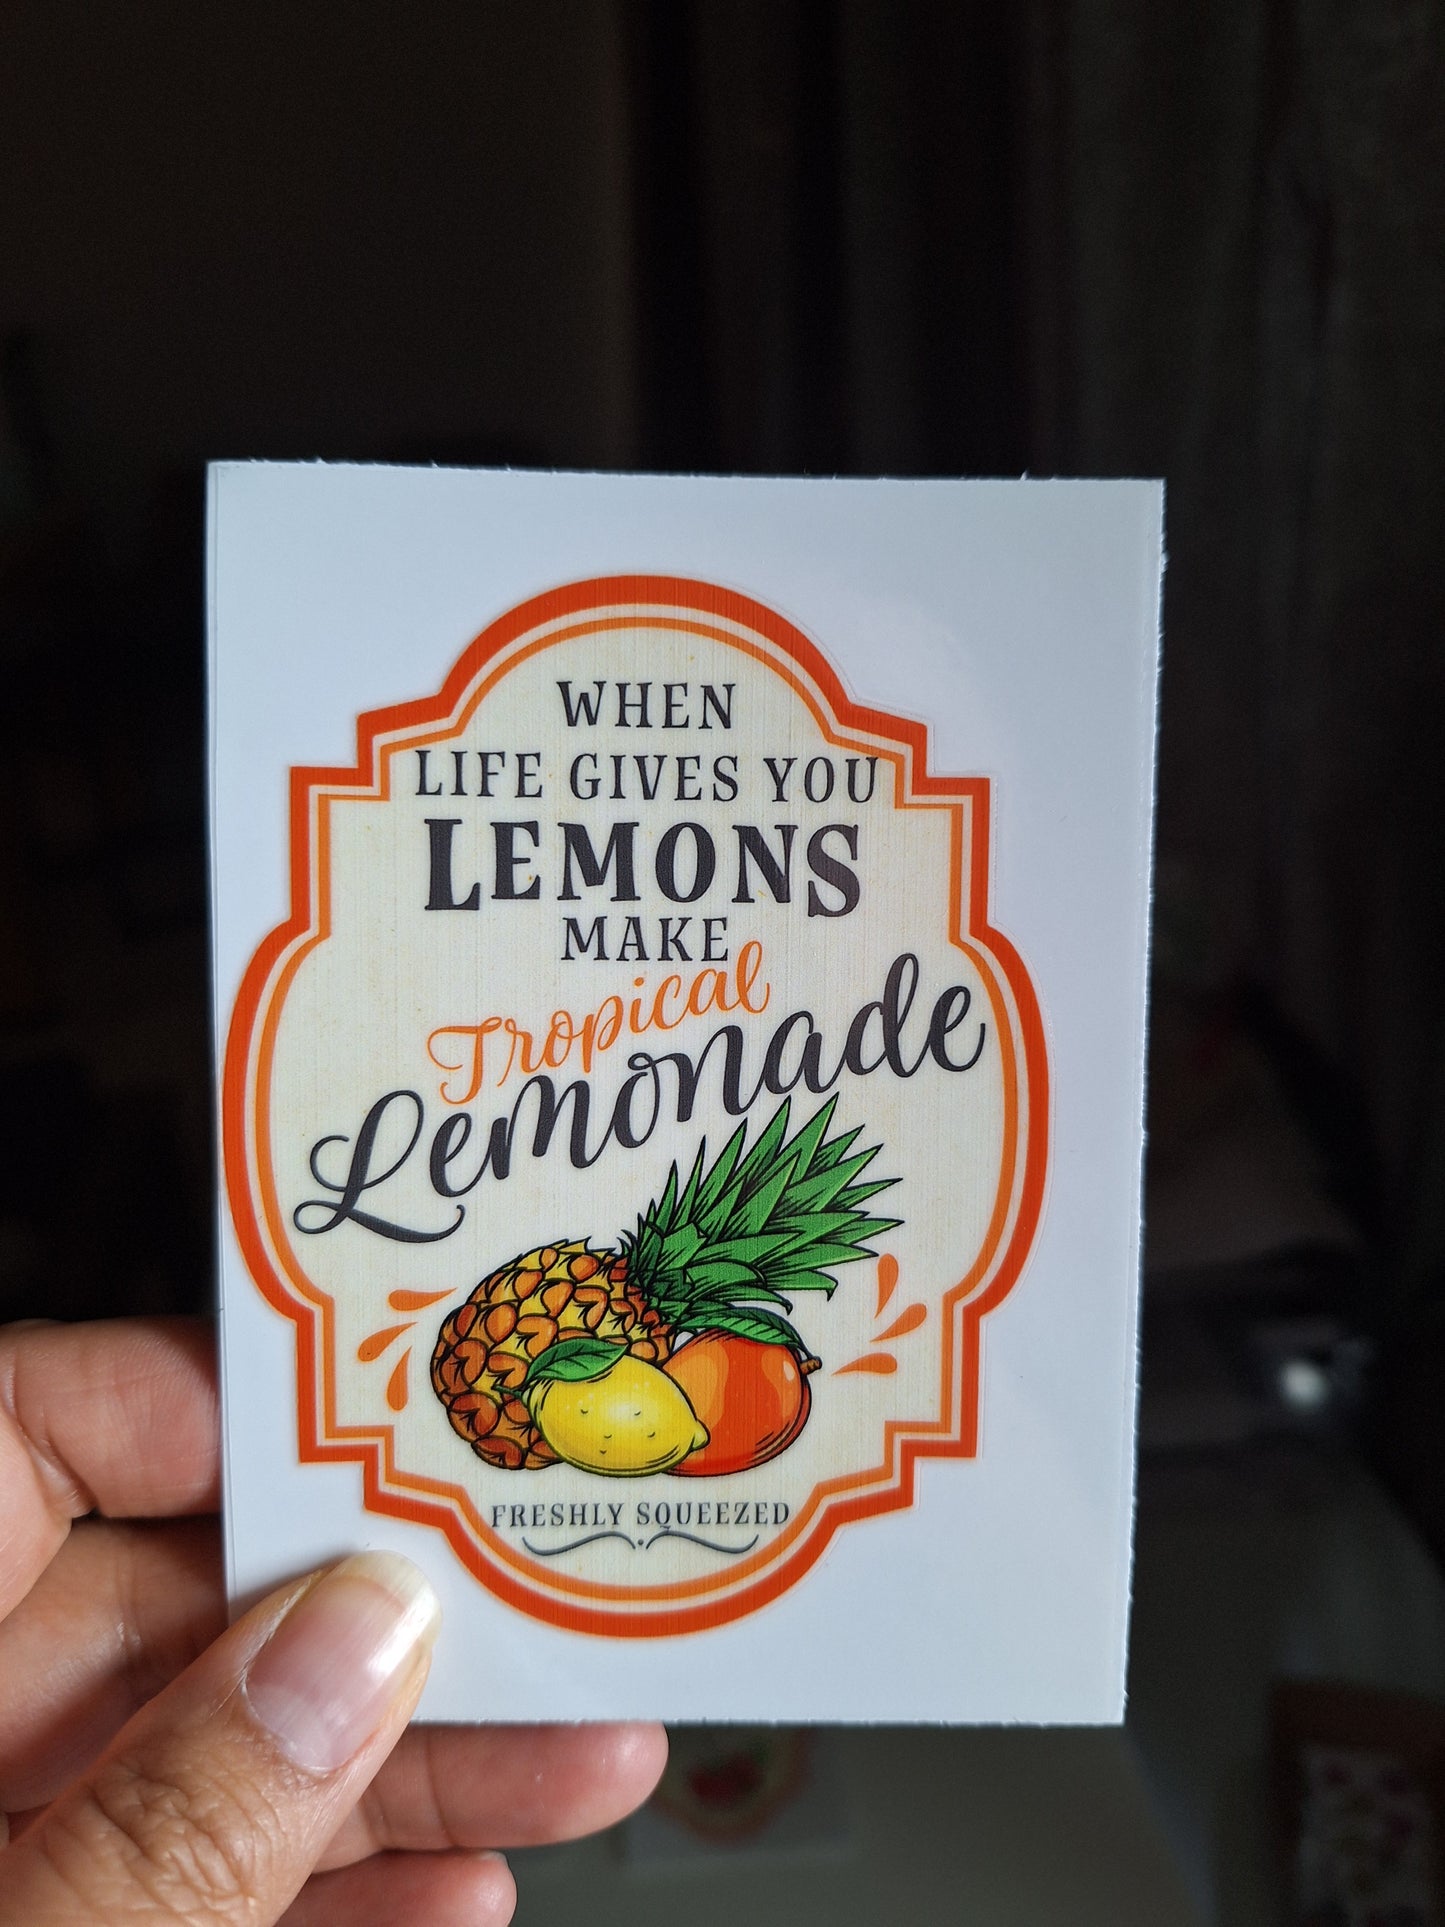 WHEN
LIFE GIVES YOU
LEMONS
MAKE
Tropical
Lemonade
FRESHLY SQUEEZED